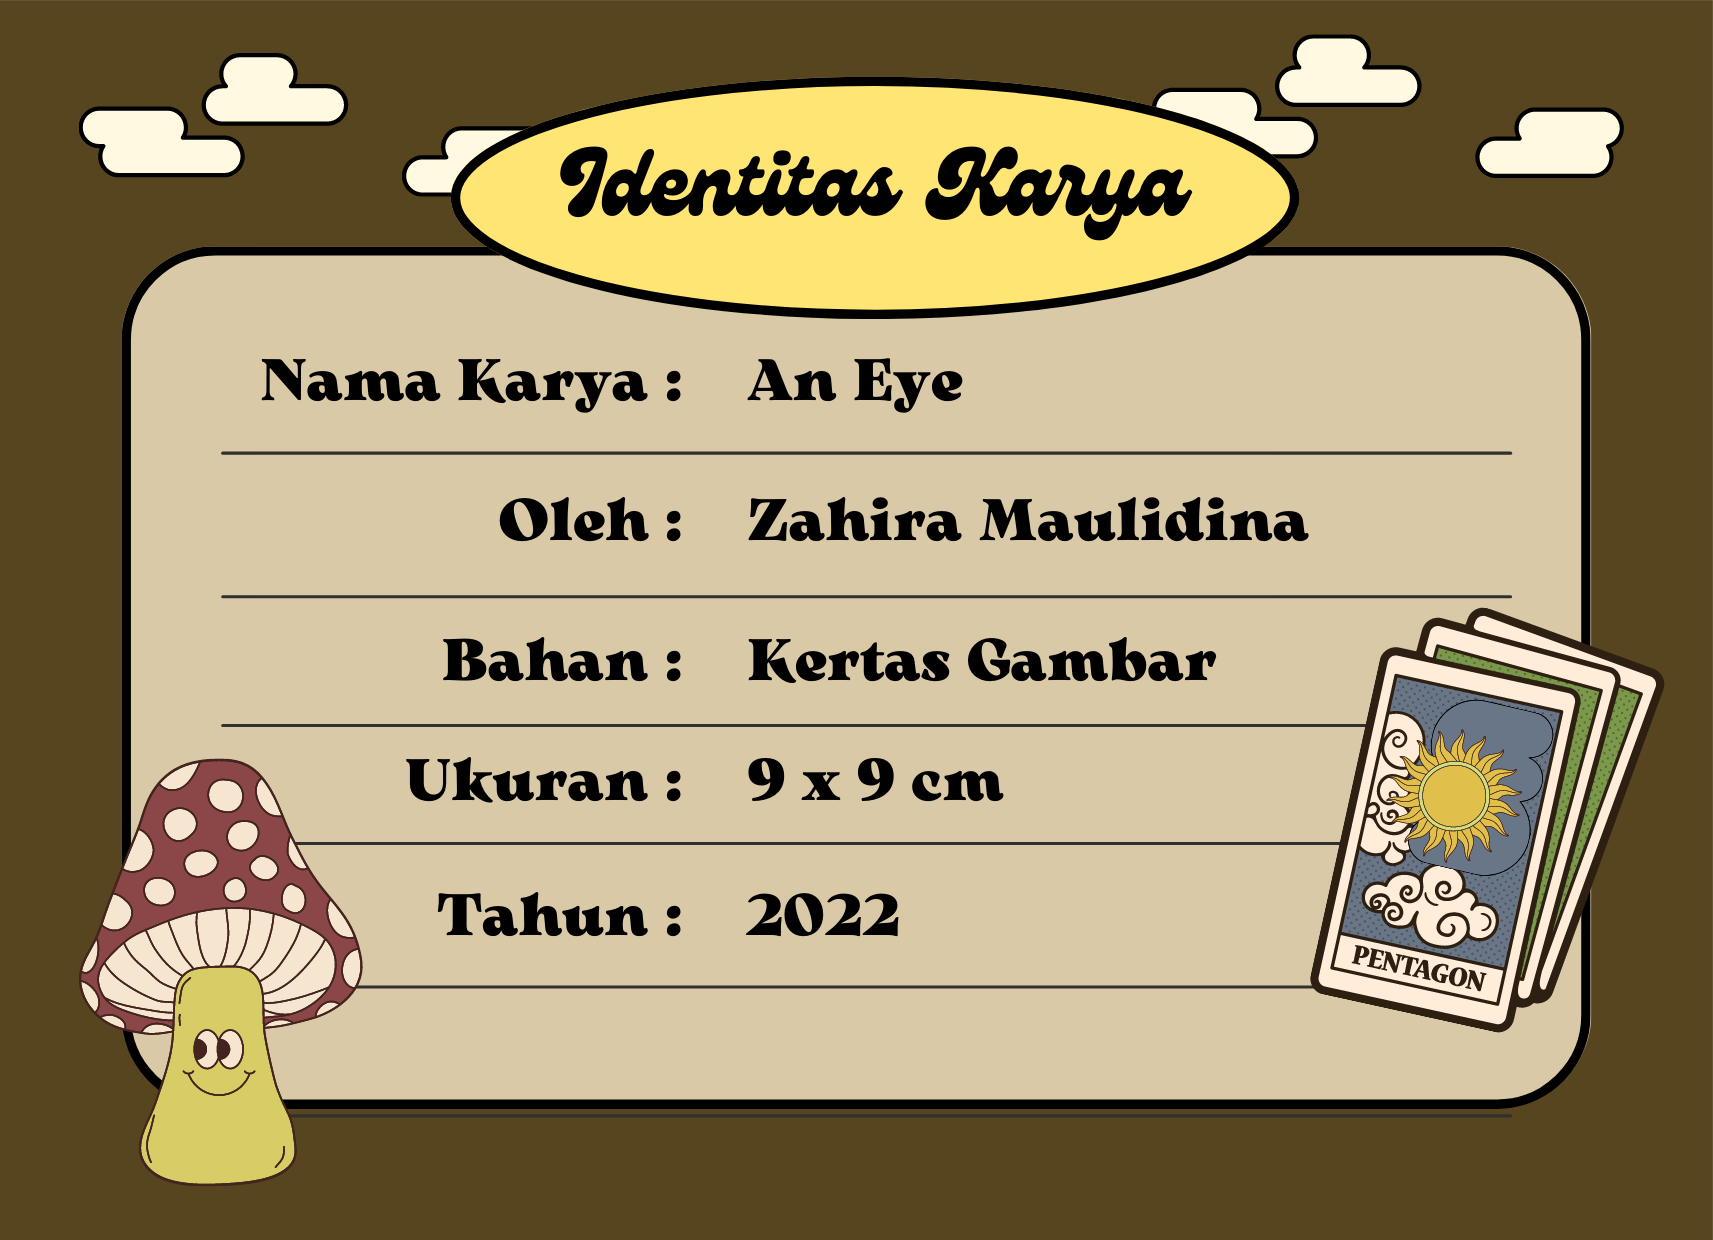 Identitas Karya
Nama Karya : An Eye
Oleh : Zahira Maulidina
Bahan : Kertas Gambar
Ukuran : 9 x 9 cm
Tahun : 2022
PENTAGON